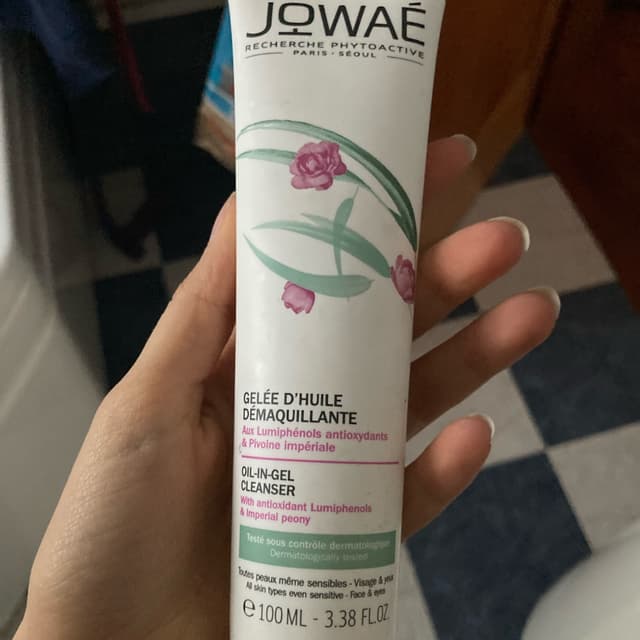 JOWAÉ
RECHERCHE PHYTOACTIVE
PARIS - SÉOUL
GELÉE D'HUILE
DÉMAQUILLANTE
Aux Lumiphénols antioxydants
& Pivoine impériale
OIL-IN-GEL
CLEANSER
With antioxidant Lumiphenols
& Imperial peony
Testé sous contrôle dermatologique
Dermatologically tested
Toutes peaux même sensibles - Visage & yeux
All skin types even sensitive - Face & eyes
℮ 100 ML - 3.38 FL.OZ.